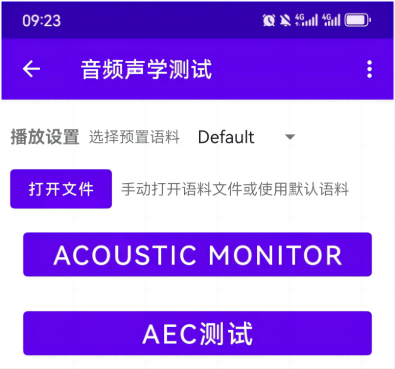 09:23 4G 4G
音频声学测试
播放设置 选择预置语料 Default
打开文件 手动打开语料文件或使用默认语料
ACOUSTIC MONITOR
AEC测试